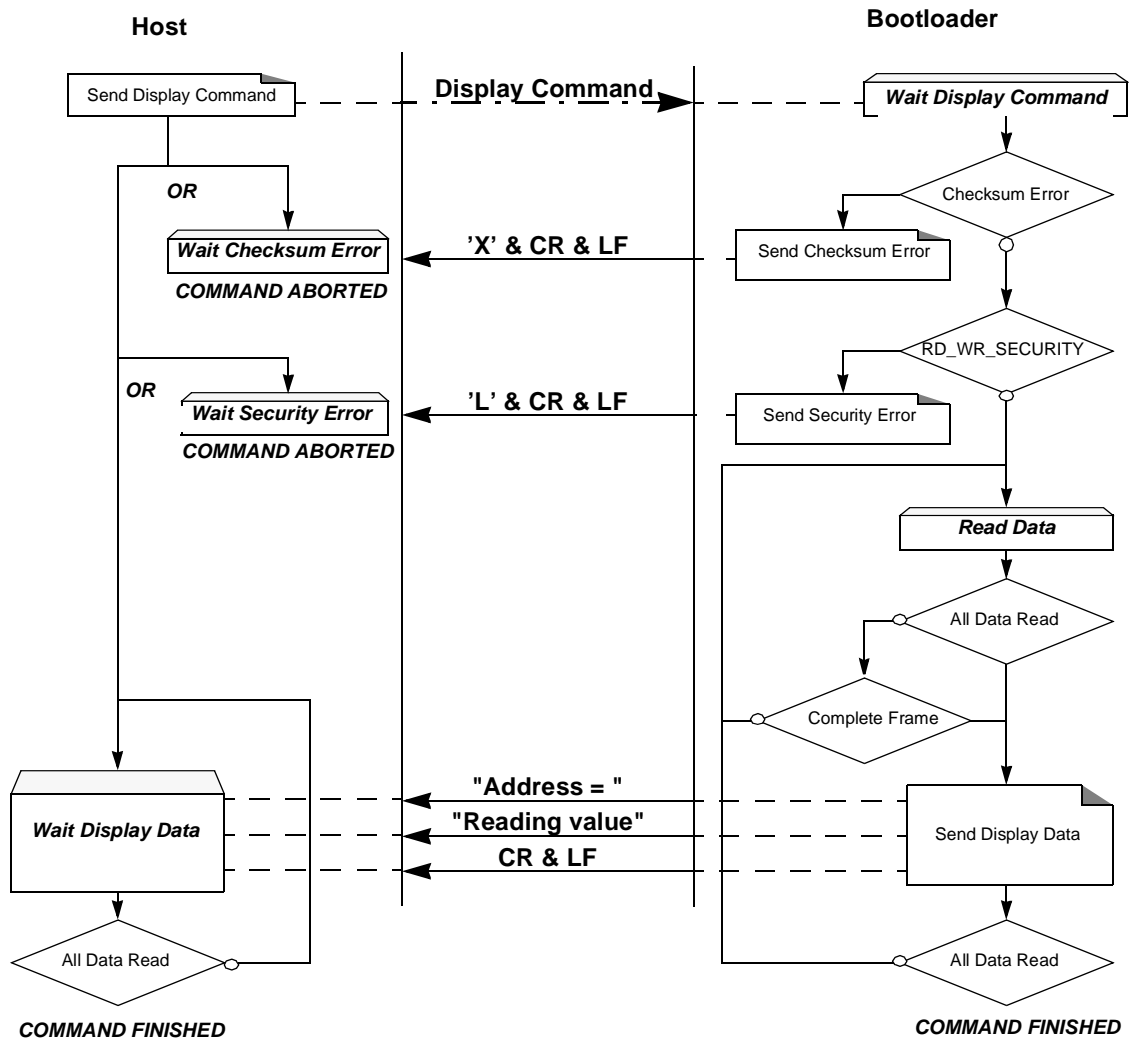 Host
Bootloader
Send Display Command
Display Command
Wait Display Command
OR
Checksum Error
Wait Checksum Error
'X' & CR & LF
Send Checksum Error
COMMAND ABORTED
RD_WR_SECURITY
OR
Wait Security Error
'L' & CR & LF
Send Security Error
COMMAND ABORTED
Read Data
All Data Read
Complete Frame
"Address = "
Wait Display Data
"Reading value"
Send Display Data
CR & LF
All Data Read
All Data Read
COMMAND FINISHED
COMMAND FINISHED